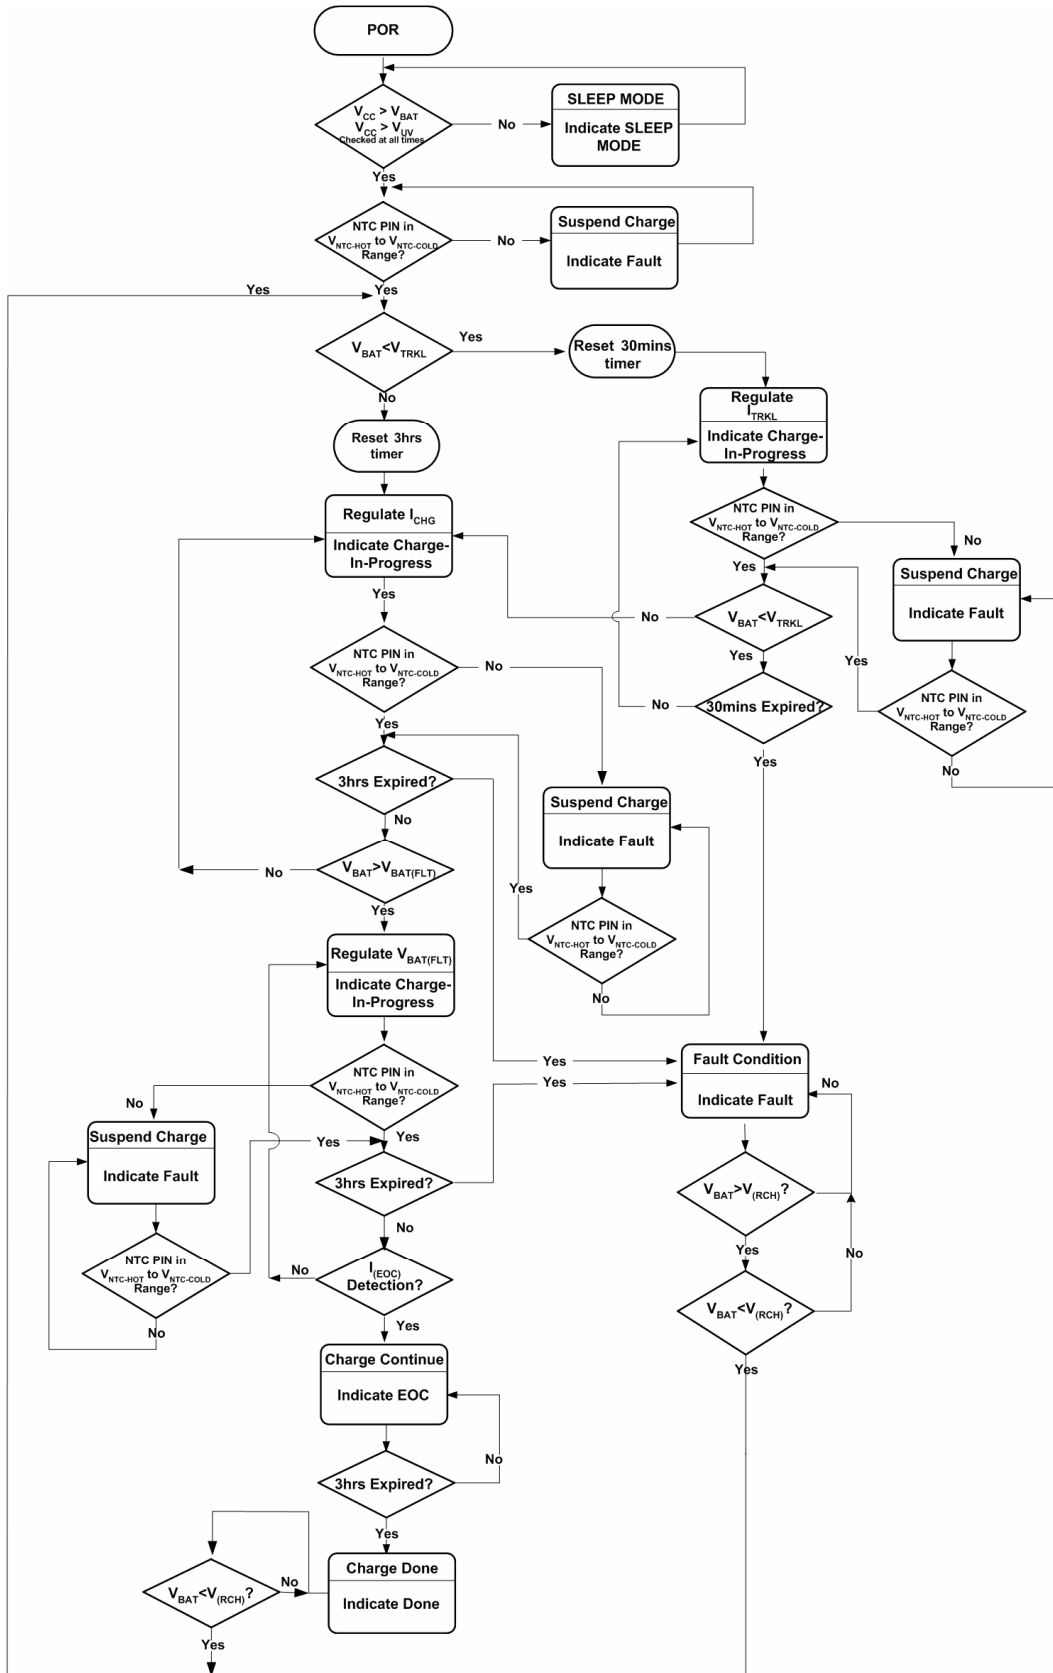 POR
V_CC > V_BAT
V_CC > V_UV
Checked at all times
No
SLEEP MODE
Indicate SLEEP
MODE
Yes
NTC PIN in
V_NTC-HOT to V_NTC-COLD
Range?
No
Suspend Charge
Indicate Fault
Yes
Yes
V_BAT<V_TRKL
Yes
Reset 30mins
timer
No
Reset 3hrs
timer
Regulate
I_TRKL
Indicate Charge-
In-Progress
Regulate I_CHG
Indicate Charge-
In-Progress
NTC PIN in
V_NTC-HOT to V_NTC-COLD
Range?
No
Yes
Suspend Charge
Indicate Fault
Yes
V_BAT<V_TRKL
No
Yes
Yes
NTC PIN in
V_NTC-HOT to V_NTC-COLD
Range?
No
NTC PIN in
V_NTC-HOT to V_NTC-COLD
Range?
No
30mins Expired?
No
Yes
Yes
3hrs Expired?
No
Suspend Charge
Indicate Fault
V_BAT>V_BAT(FLT)
No
Yes
Yes
NTC PIN in
V_NTC-HOT to V_NTC-COLD
Range?
No
Regulate V_BAT(FLT)
Indicate Charge-
In-Progress
Yes
Fault Condition
Indicate Fault
No
NTC PIN in
V_NTC-HOT to V_NTC-COLD
Range?
Yes
No
Yes
Suspend Charge
Indicate Fault
Yes
3hrs Expired?
No
V_BAT>V_(RCH)?
Yes
No
NTC PIN in
V_NTC-HOT to V_NTC-COLD
Range?
No
I_(EOC)
Detection?
No
Yes
V_BAT<V_(RCH)?
Yes
Charge Continue
Indicate EOC
No
3hrs Expired?
Yes
Charge Done
Indicate Done
V_BAT<V_(RCH)?
No
Yes